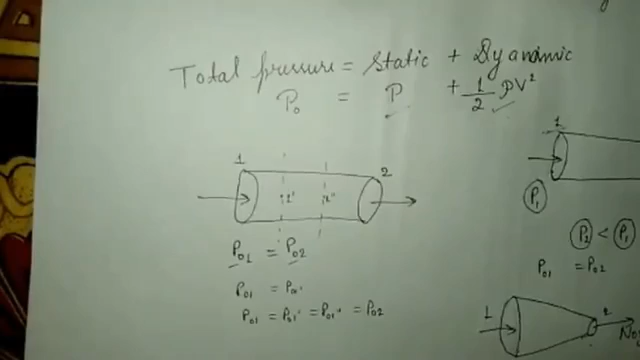 Total pressure = Static + Dyanamic
P₀ = P + 1/2 ρV²
1 2
1' 1''
P₀₁ = P₀₂
P₀₁ = P₀₁'
P₀₁ = P₀₁' = P₀₁'' = P₀₂
1
P₁
P₂ < P₁
P₀₁ = P₀₂
1 2